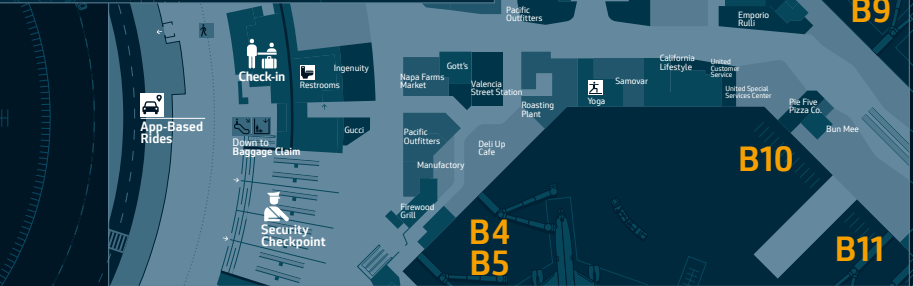 Pacific
Outfitters
Emporio
Rulli
B9
Check-in
Restrooms
Ingenuity
Napa Farms
Market
Gott's
Valencia
Street Station
Roasting
Plant
Yoga
Samovar
California
Lifestyle
United
Customer
Service
United Special
Services Center
Pie Five
Pizza Co.
Bun Mee
App-Based
Rides
Down to
Baggage Claim
Gucci
Pacific
Outfitters
Manufactory
Deli Up
Cafe
Firewood
Grill
Security
Checkpoint
B10
B4
B5
B11